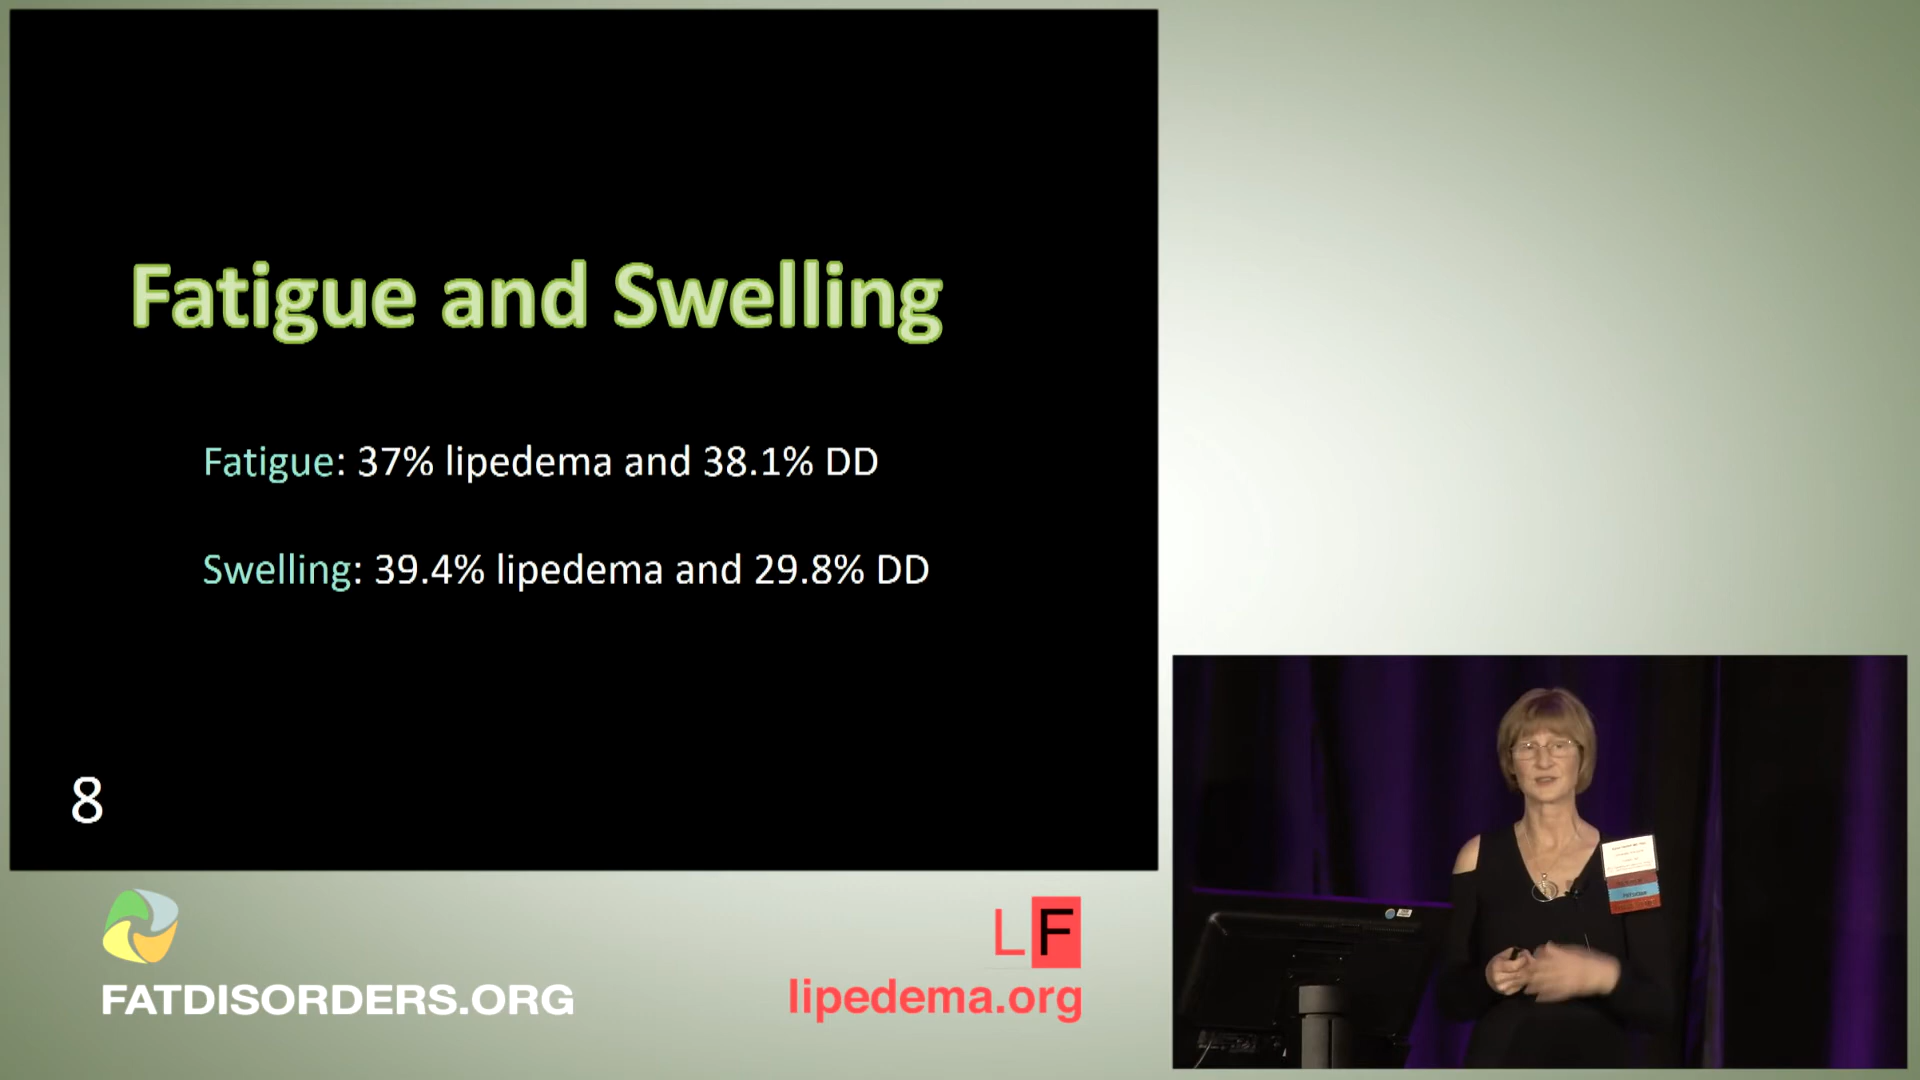 Fatigue and Swelling
Fatigue: 37% lipedema and 38.1% DD
Swelling: 39.4% lipedema and 29.8% DD
8
FATDISORDERS.ORG
LF
lipedema.org